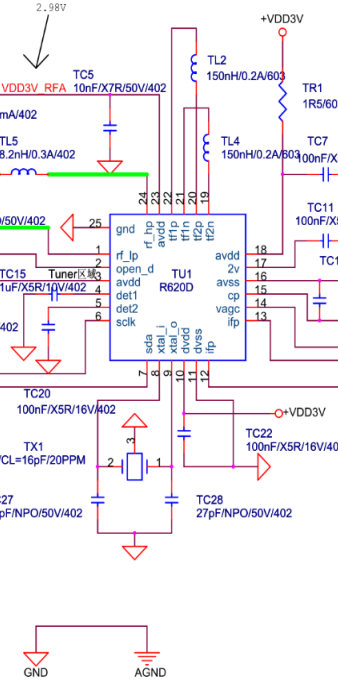 2.98V
+VDD3V
TL2
150nH/0.2A/603
VDD3V_RFA
TC5
10nF/X7R/50V/402
TR1
1R5/60
mA/402
TL5
8.2nH/0.3A/402
TL4
150nH/0.2A/603
TC7
100nF/X
24 23 22 21 20 19
rf_hp avdd tf1p tf1n tf2p tf2n
TC11
100nF/X5
0/50V/402
25 gnd
1 rf_lp
2 open_d
3 avdd
4 det1
5 det2
6 sclk
TU1
R620D
avdd 18
2v 17
avss 16
cp 15
vagc 14
ifp 13
TC1
TC15
Tuner区域
1uF/X5R/10V/402
402
sda xtal_i xtal_o dvdd dvss ifp
7 8 9 10 11 12
TC20
100nF/X5R/16V/402
+VDD3V
TX1
/CL=16pF/20PPM
3
2 1
TC22
100nF/X5R/16V/40
C27
pF/NPO/50V/402
TC28
27pF/NPO/50V/402
GND
AGND